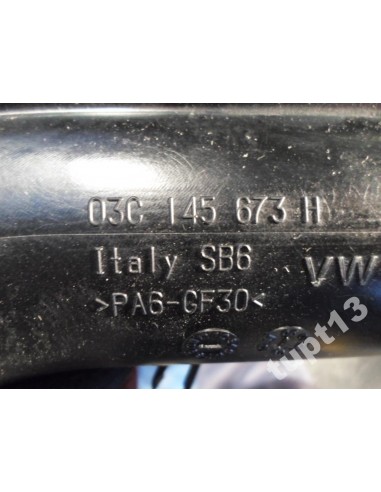 03C 145 673 H
Italy SB6 VW
>PA6-GF30<
tupt13